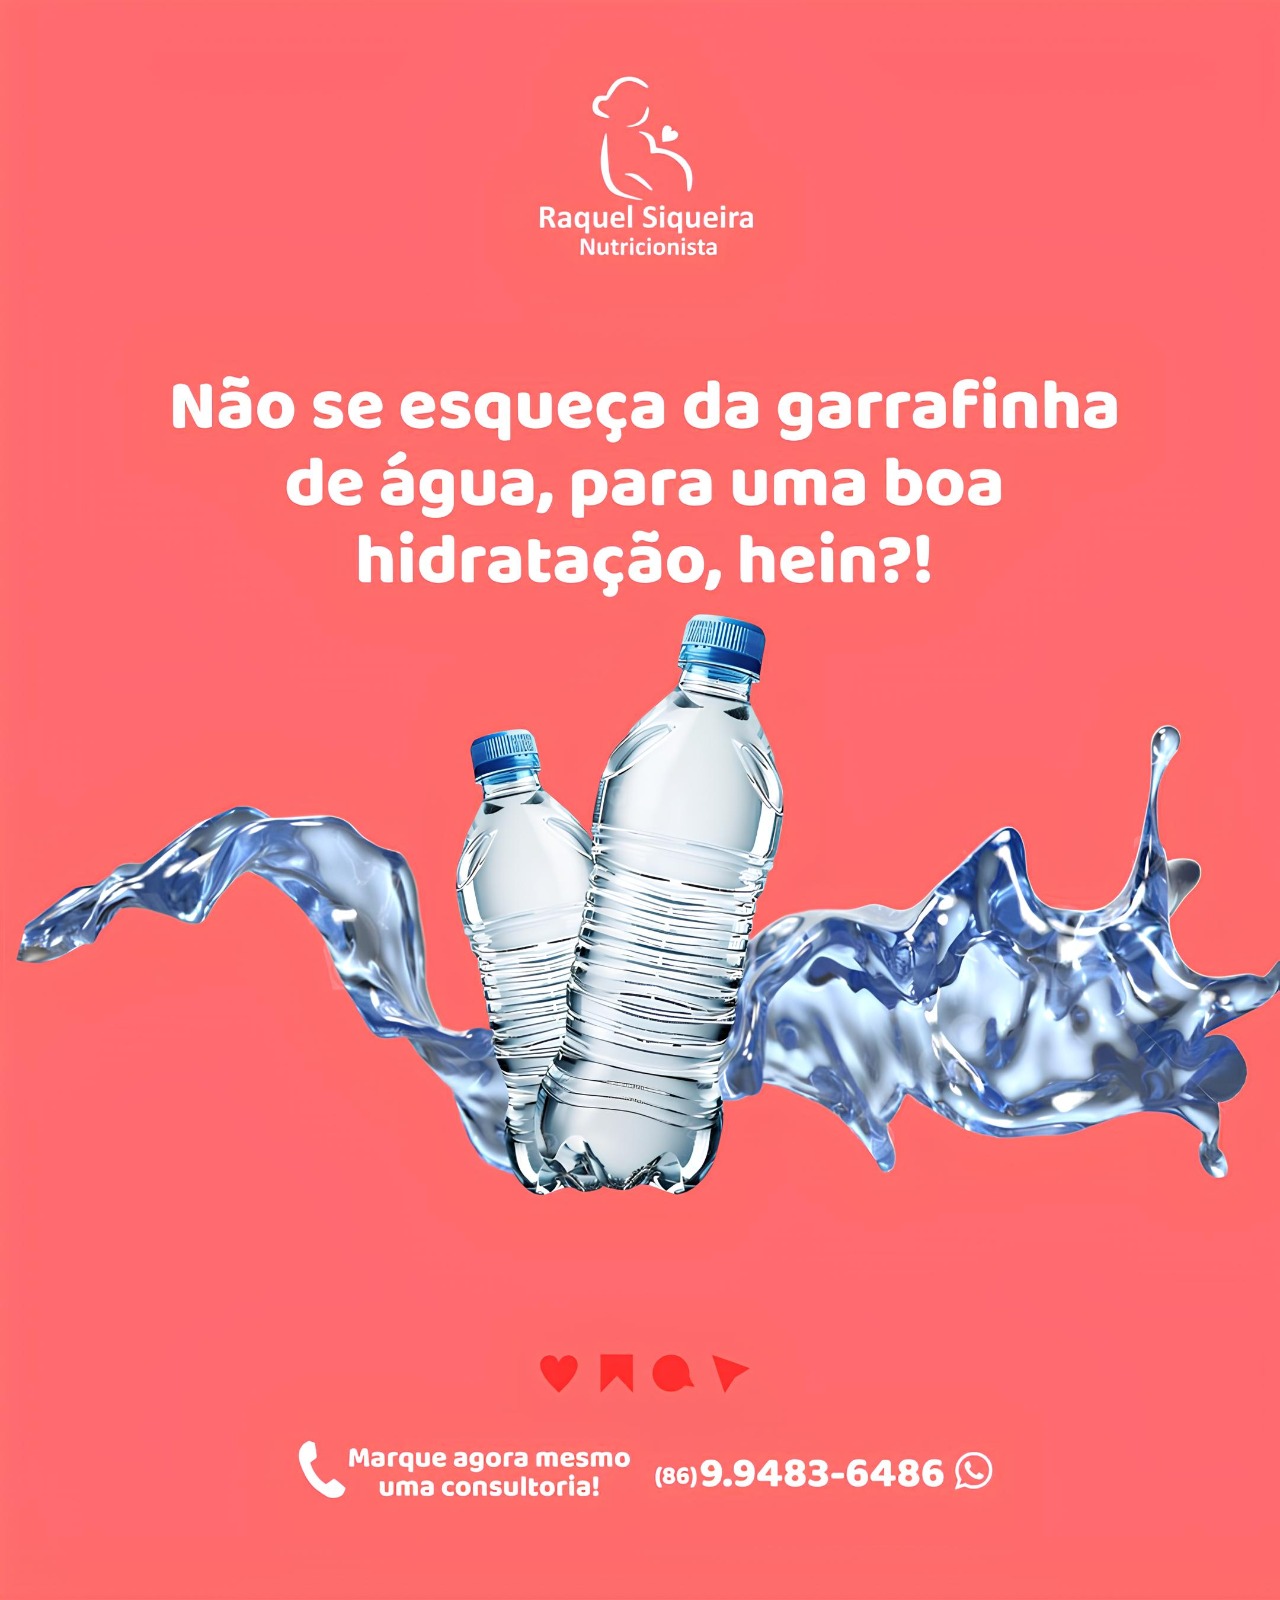 Raquel Siqueira
Nutricionista
Não se esqueça da garrafinha
de água, para uma boa
hidratação, hein?!
Marque agora mesmo
uma consultoria!
(86) 9.9483-6486